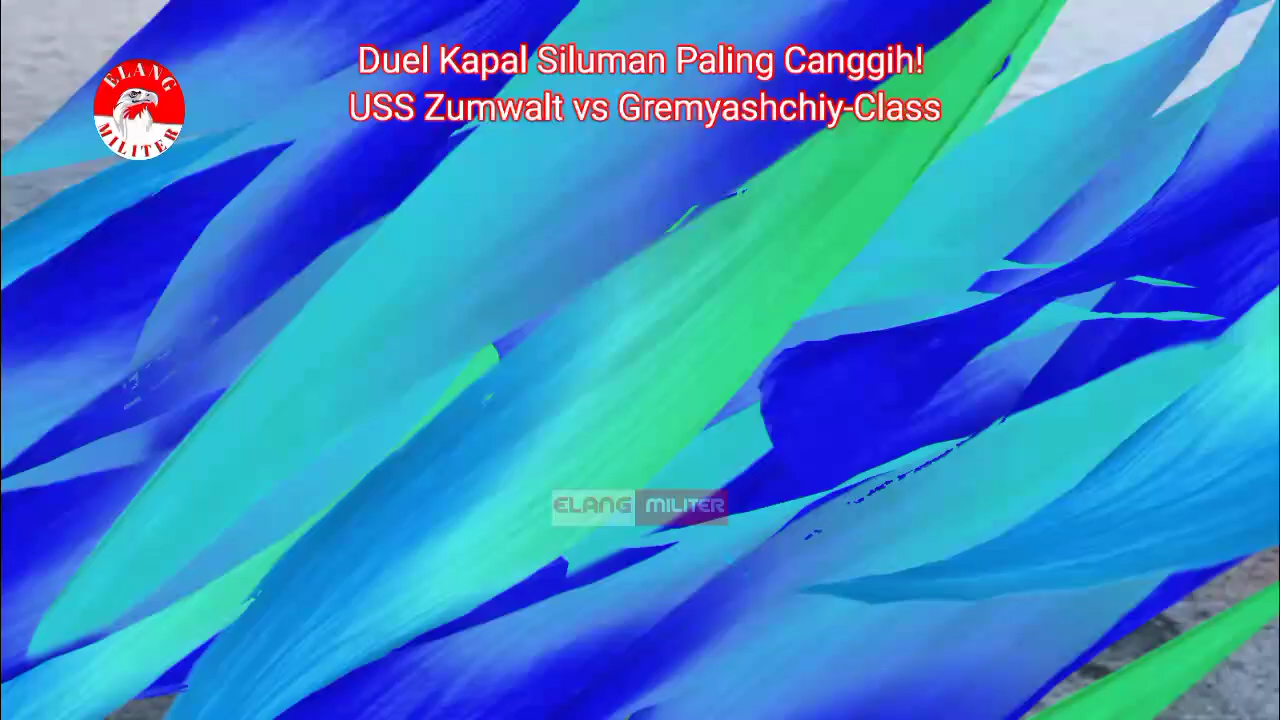 Duel Kapal Siluman Paling Canggih!
USS Zumwalt vs Gremyashchiy-Class
ELANG
MILITER
ELANG MILITER